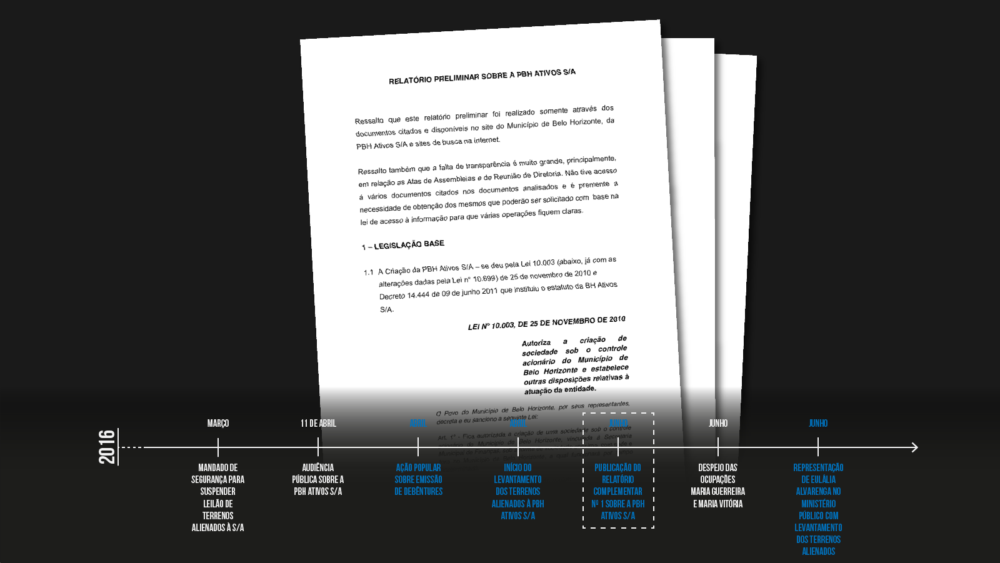 RELATÓRIO PRELIMINAR SOBRE A PBH ATIVOS S/A
Ressalto que este relatório preliminar foi realizado somente através dos
documentos citados e disponíveis no site do Município de Belo Horizonte, da
PBH Ativos S/A e sites de busca na internet.
Ressalto também que a falta de transparência é muito grande, principalmente,
em relação as Atas de Assembleias e de Reunião de Diretoria. Não tive acesso
á vários documentos citados nos documentos analisados e é premente a
necessidade de obtenção dos mesmos que poderão ser solicitado com base na
lei de acesso à informação para que várias operações fiquem claras.
1 – LEGISLAÇÃO BASE
1.1 A Criação da PBH Ativos S/A – se deu pela Lei 10.003 (abaixo, já com as
alterações dadas pela Lei nº 10.699) de 25 de novembro de 2010 e
Decreto 14.444 de 09 de junho 2011 que instituiu o estatuto da BH Ativos
S/A.
LEI Nº 10.003, DE 25 DE NOVEMBRO DE 2010
Autoriza a criação de
sociedade sob o controle
acionário do Município de
Belo Horizonte e estabelece
outras disposições relativas à
atuação da entidade.
O Povo do Município de Belo Horizonte, por seus representantes,
decreta e eu sanciono a seguinte Lei:
Art. 1º - Fica autorizada a criação de uma sociedade sob o controle
acionário do Município de Belo Horizonte, vinculada à Secretaria
Municipal de Finanças,
2016
MARÇO
MANDADO DE
SEGURANÇA PARA
SUSPENDER
LEILÃO DE
TERRENOS
ALIENADOS À S/A
11 DE ABRIL
AUDIÊNCIA
PÚBLICA SOBRE A
PBH ATIVOS S/A
ABRIL
AÇÃO POPULAR
SOBRE EMISSÃO
DE DEBÊNTURES
ABRIL
INÍCIO DO
LEVANTAMENTO
DOS TERRENOS
ALIENADOS À PBH
ATIVOS S/A
JUNHO
PUBLICAÇÃO DO
RELATÓRIO
COMPLEMENTAR
Nº 1 SOBRE A PBH
ATIVOS S/A
JUNHO
DESPEJO DAS
OCUPAÇÕES
MARIA GUERREIRA
E MARIA VITÓRIA
JUNHO
REPRESENTAÇÃO
DE EULÁLIA
ALVARENGA NO
MINISTÉRIO
PÚBLICO COM
LEVANTAMENTO
DOS TERRENOS
ALIENADOS